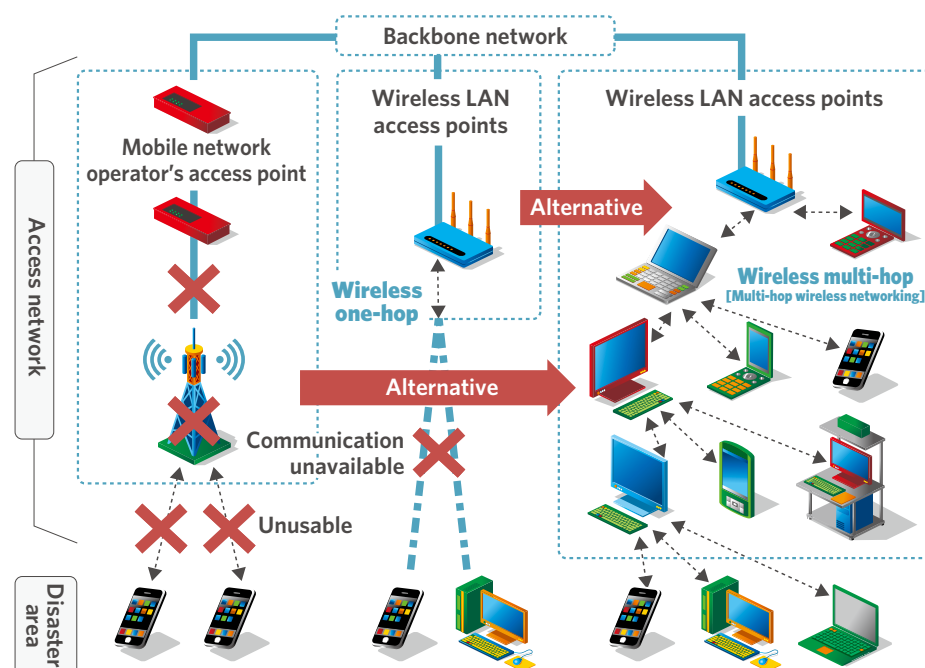 Backbone network
Mobile network
operator's access point
Wireless LAN
access points
Wireless LAN access points
Alternative
Wireless
one-hop
Wireless multi-hop
[Multi-hop wireless networking]
Alternative
Communication
unavailable
Unusable
Access network
Disaster
area